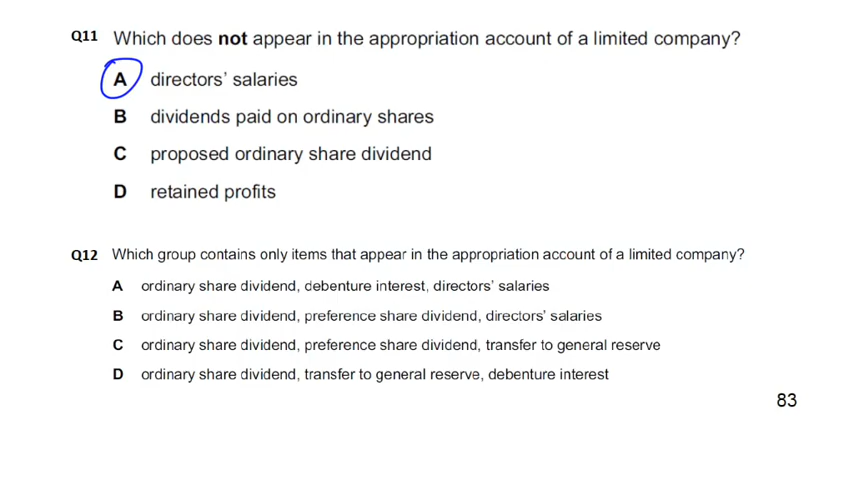 Q11 Which does not appear in the appropriation account of a limited company?
A directors' salaries
B dividends paid on ordinary shares
C proposed ordinary share dividend
D retained profits
Q12 Which group contains only items that appear in the appropriation account of a limited company?
A ordinary share dividend, debenture interest, directors' salaries
B ordinary share dividend, preference share dividend, directors' salaries
C ordinary share dividend, preference share dividend, transfer to general reserve
D ordinary share dividend, transfer to general reserve, debenture interest
83